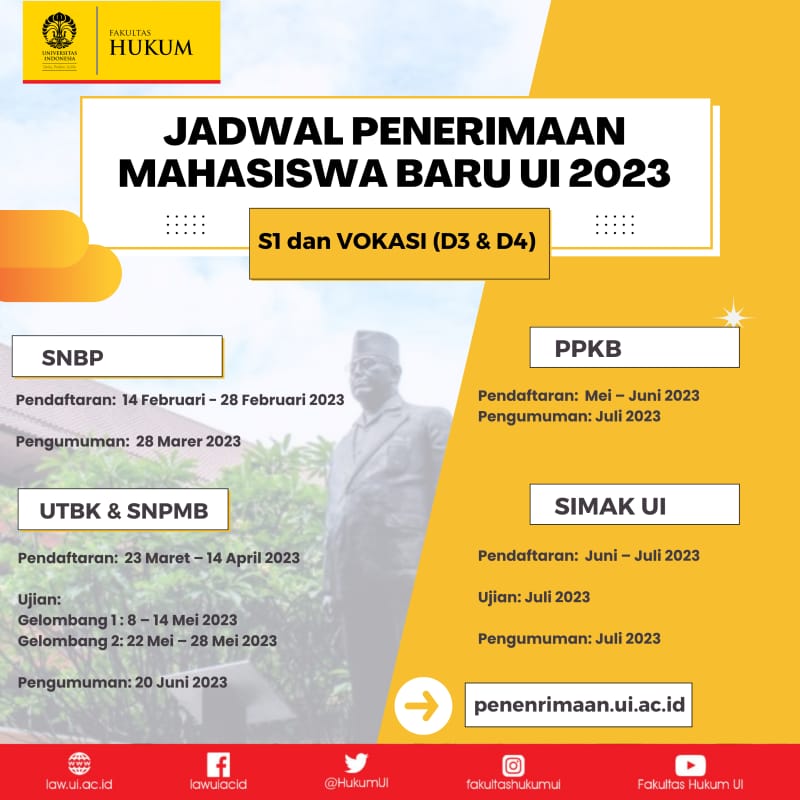 UNIVERSITAS
INDONESIA
FAKULTAS
HUKUM
JADWAL PENERIMAAN
MAHASISWA BARU UI 2023
S1 dan VOKASI (D3 & D4)
SNBP
Pendaftaran: 14 Februari - 28 Februari 2023
Pengumuman: 28 Marer 2023
UTBK & SNPMB
Pendaftaran: 23 Maret – 14 April 2023
Ujian:
Gelombang 1 : 8 – 14 Mei 2023
Gelombang 2: 22 Mei – 28 Mei 2023
Pengumuman: 20 Juni 2023
PPKB
Pendaftaran: Mei – Juni 2023
Pengumuman: Juli 2023
SIMAK UI
Pendaftaran: Juni – Juli 2023
Ujian: Juli 2023
Pengumuman: Juli 2023
penenrimaan.ui.ac.id
law.ui.ac.id
lawuiacid
@HukumUI
fakultashukumui
Fakultas Hukum UI